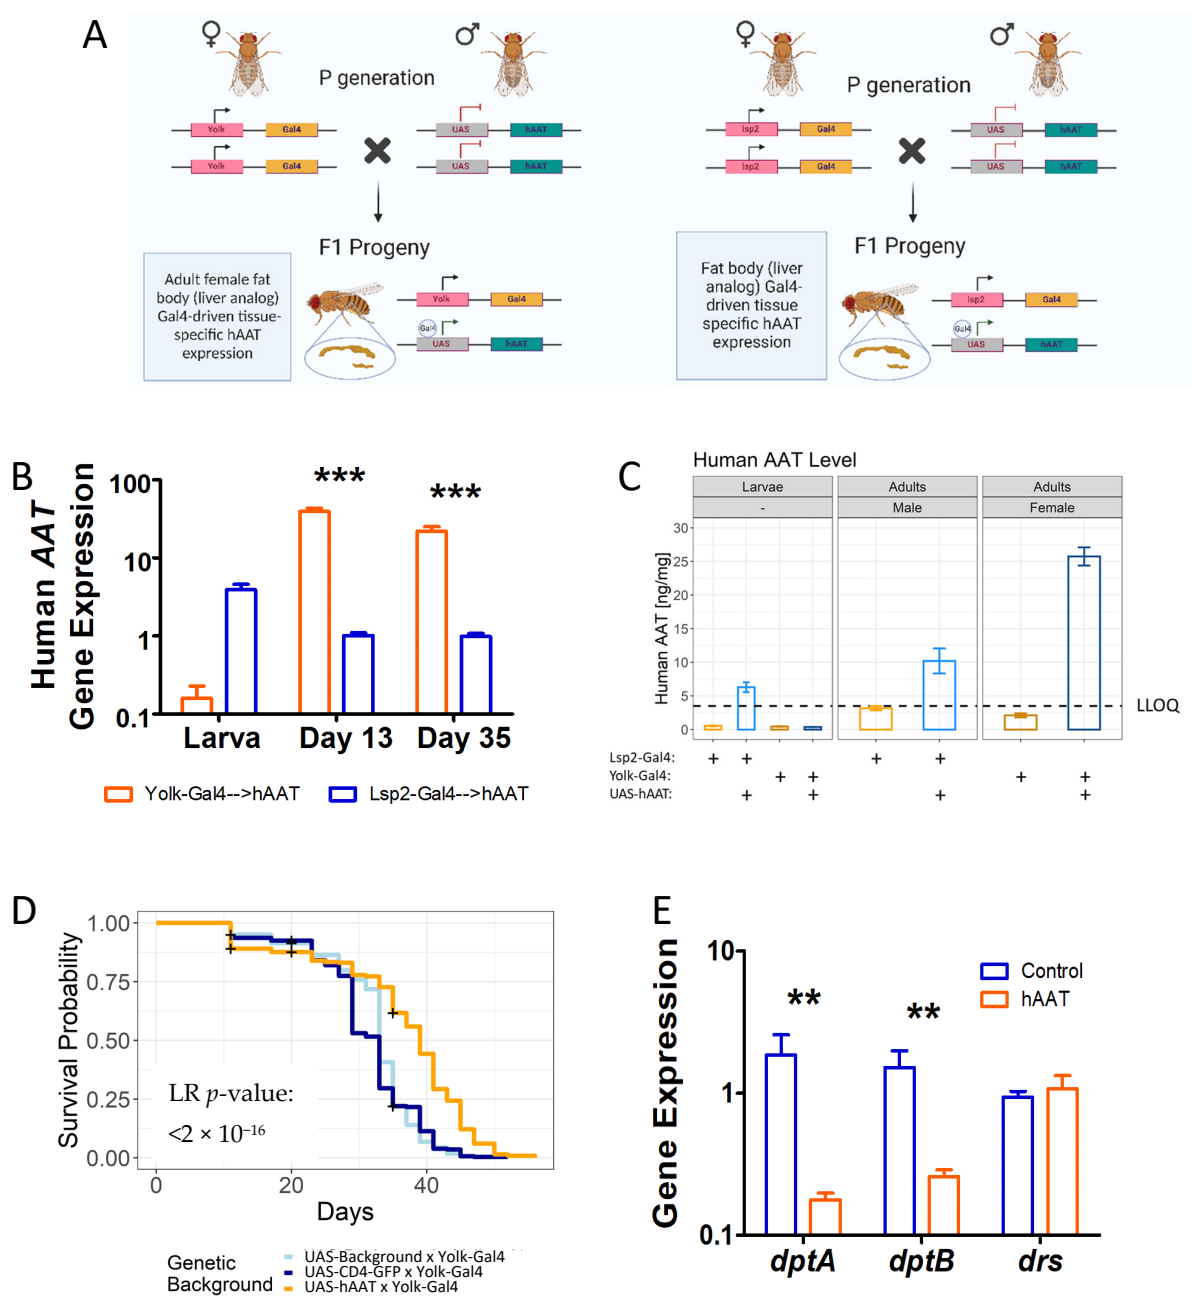 A
♀
♂
P generation
Yolk
Gal4
UAS
hAAT
Yolk
Gal4
UAS
hAAT
F1 Progeny
Adult female fat
body (liver analog)
Gal4-driven tissue-
specific hAAT
expression
Yolk
Gal4
Gal4
UAS
hAAT
♀
♂
P generation
lsp2
Gal4
UAS
hAAT
lsp2
Gal4
UAS
hAAT
F1 Progeny
Fat body (liver
analog) Gal4-
driven tissue
specific hAAT
expression
lsp2
Gal4
Gal4
UAS
hAAT
B
Human AAT
Gene Expression
100
10
1
0.1
***
***
Larva
Day 13
Day 35
Yolk-Gal4-->hAAT
Lsp2-Gal4-->hAAT
C
Human AAT Level
Larvae
Adults
Adults
-
Male
Female
Human AAT [ng/mg]
30
25
20
15
10
5
0
LLOQ
Lsp2-Gal4: + + + +
Yolk-Gal4: + + + +
UAS-hAAT: + + + +
D
Survival Probability
1.00
0.75
0.50
0.25
0.00
LR p-value:
<2 × 10⁻¹⁶
0
20
40
Days
Genetic
Background
UAS-Background x Yolk-Gal4
UAS-CD4-GFP x Yolk-Gal4
UAS-hAAT x Yolk-Gal4
E
Gene Expression
10
1
0.1
**
**
Control
hAAT
dptA
dptB
drs